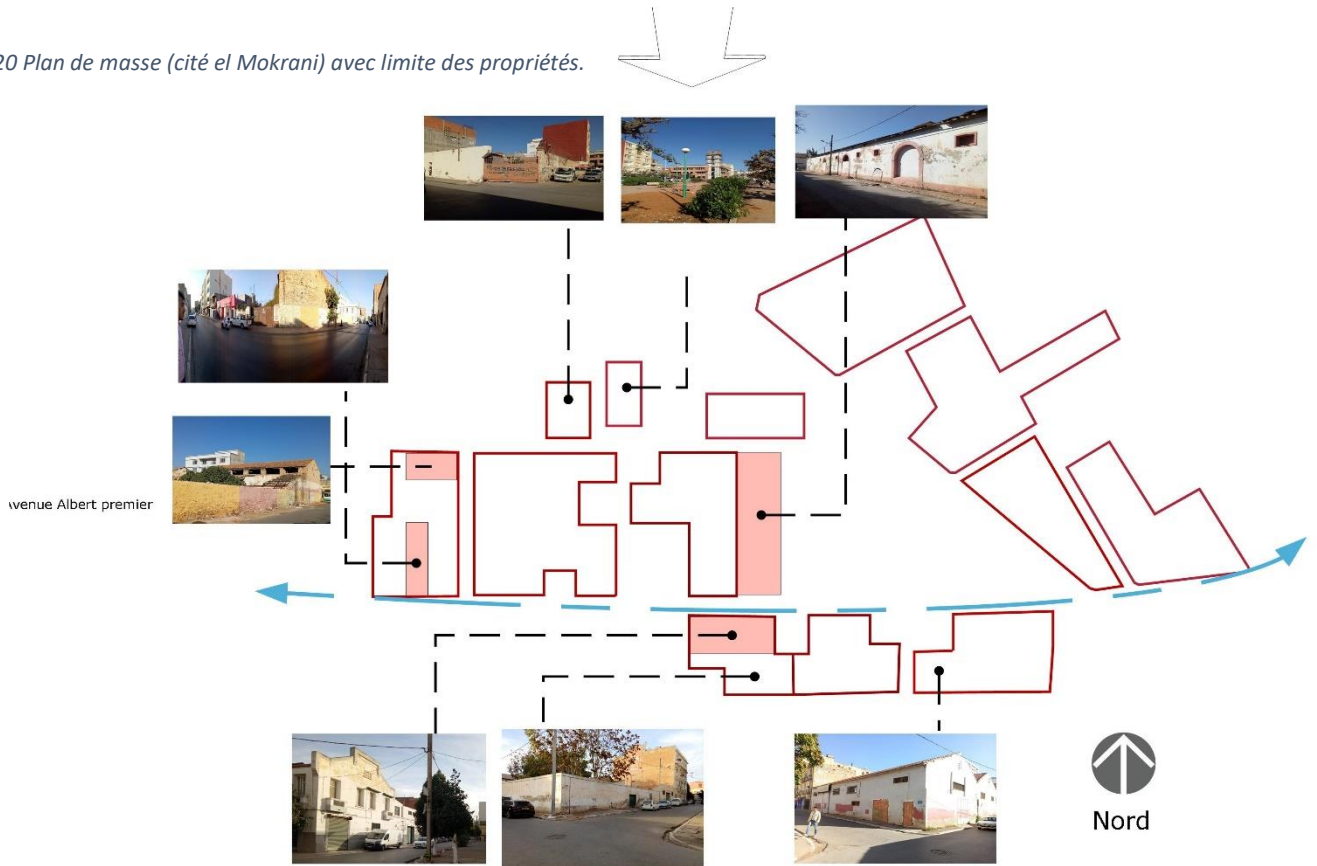 20 Plan de masse (cité el Mokrani) avec limite des propriétés.
venue Albert premier
Nord